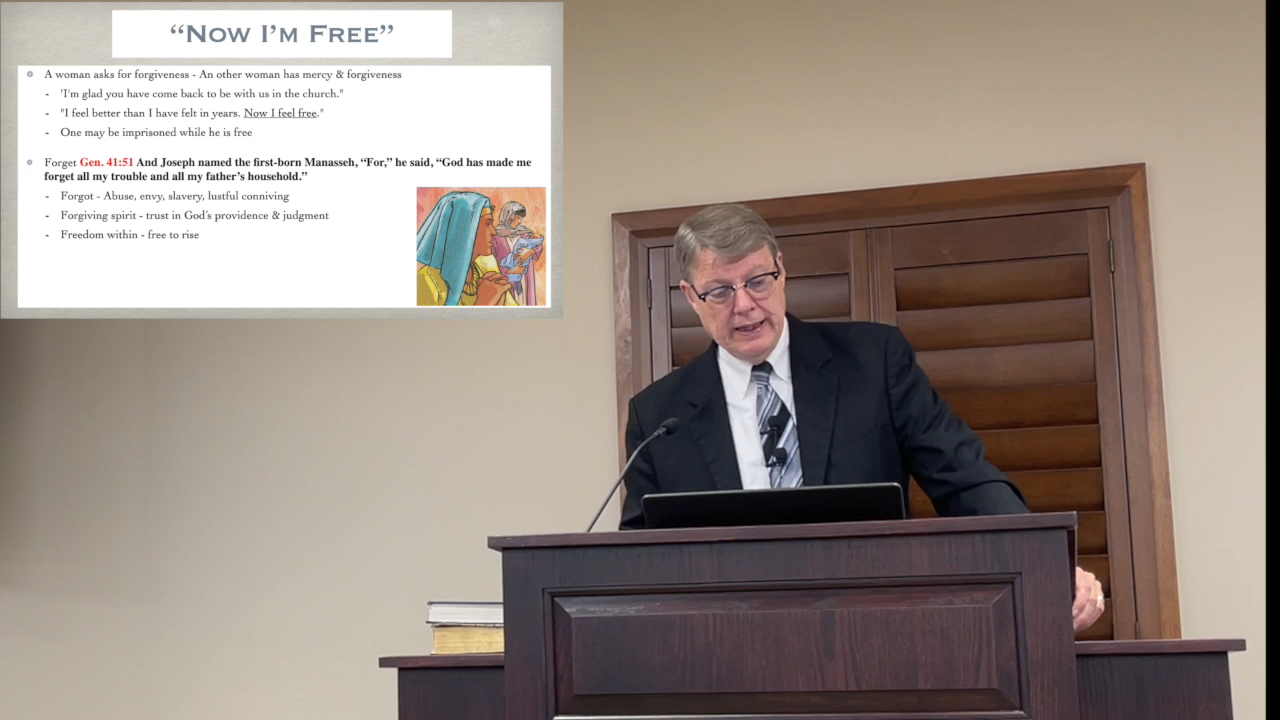 “Now I’m Free”
A woman asks for forgiveness - An other woman has mercy & forgiveness
- 'I'm glad you have come back to be with us in the church."
- "I feel better than I have felt in years. Now I feel free."
- One may be imprisoned while he is free
Forget Gen. 41:51 And Joseph named the first-born Manasseh, “For,” he said, “God has made me
forget all my trouble and all my father’s household.”
- Forgot - Abuse, envy, slavery, lustful conniving
- Forgiving spirit - trust in God’s providence & judgment
- Freedom within - free to rise